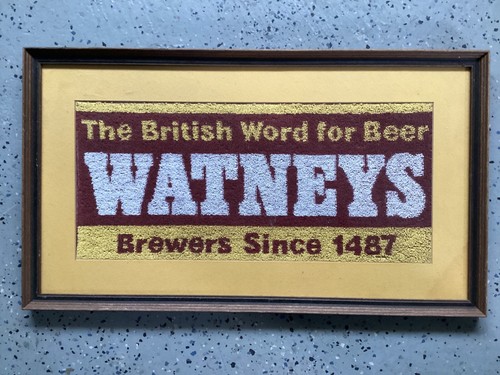 The British Word for Beer
WATNEYS
Brewers Since 1487